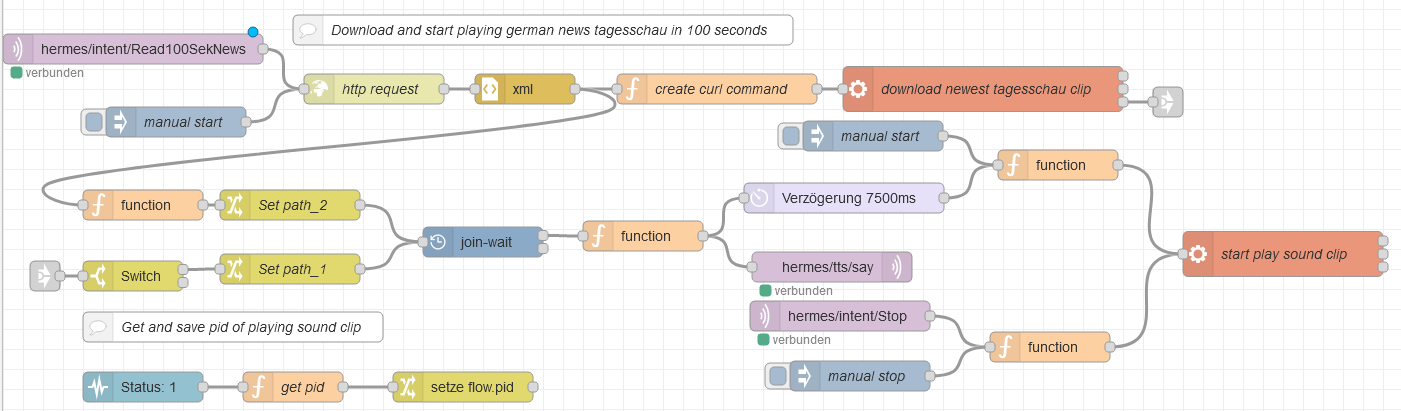 Download and start playing german news tagesschau in 100 seconds
hermes/intent/Read100SekNews
verbunden
http request
xml
create curl command
download newest tagesschau clip
manual start
manual start
function
function
Set path_2
Verzögerung 7500ms
join-wait
function
start play sound clip
Switch
Set path_1
hermes/tts/say
verbunden
hermes/intent/Stop
verbunden
Get and save pid of playing sound clip
function
manual stop
Status: 1
get pid
setze flow.pid